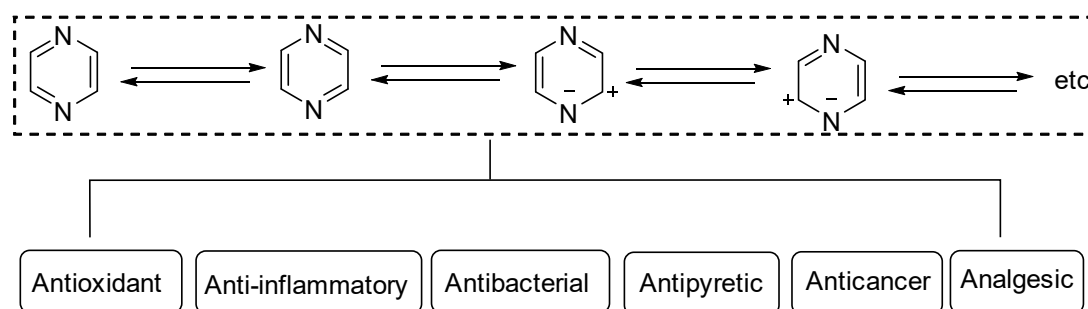 N N N N
− + + − etc
N N N N
Antioxidant Anti-inflammatory Antibacterial Antipyretic Anticancer Analgesic